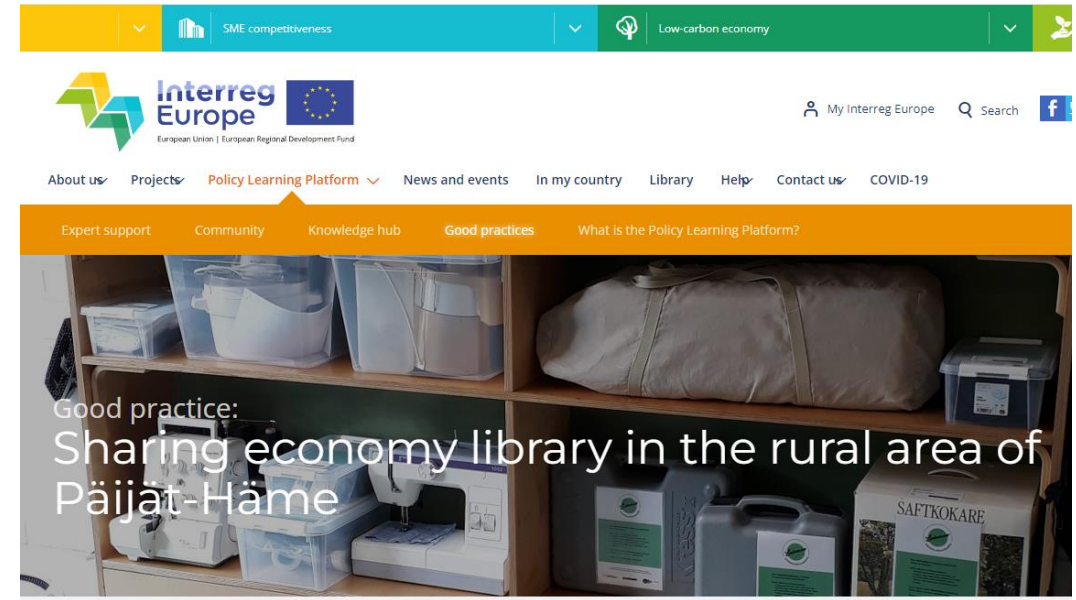 SME competitiveness
Low-carbon economy
Interreg
Europe
European Union | European Regional Development Fund
My Interreg Europe
Search
f
About us
Projects
Policy Learning Platform
News and events
In my country
Library
Help
Contact us
COVID-19
Expert support
Community
Knowledge hub
Good practices
What is the Policy Learning Platform?
Good practice:
Sharing economy library in the rural area of
Päijät-Häme
SAFTKOKARE